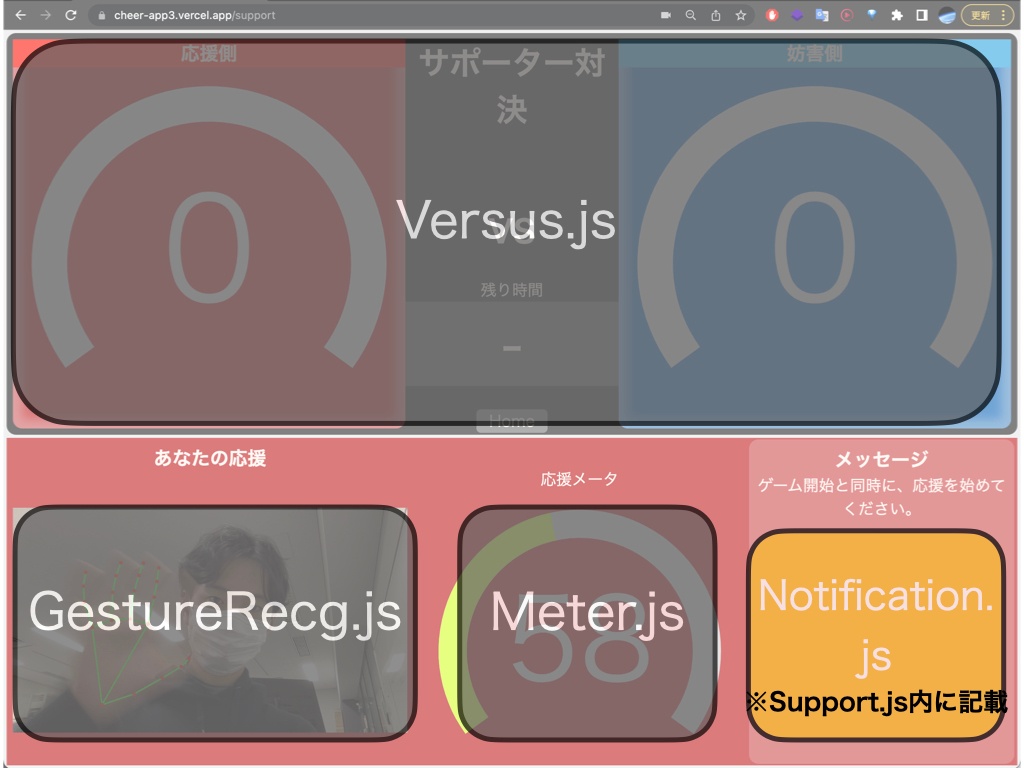 cheer-app3.vercel.app/support
更新
応援側
サポーター対
決
妨害側
0
vs
0
Versus.js
残り時間
-
Home
あなたの応援
応援メータ
メッセージ
ゲーム開始と同時に、応援を始めて
ください。
GestureRecg.js
58
Meter.js
Notification.
js
※Support.js内に記載